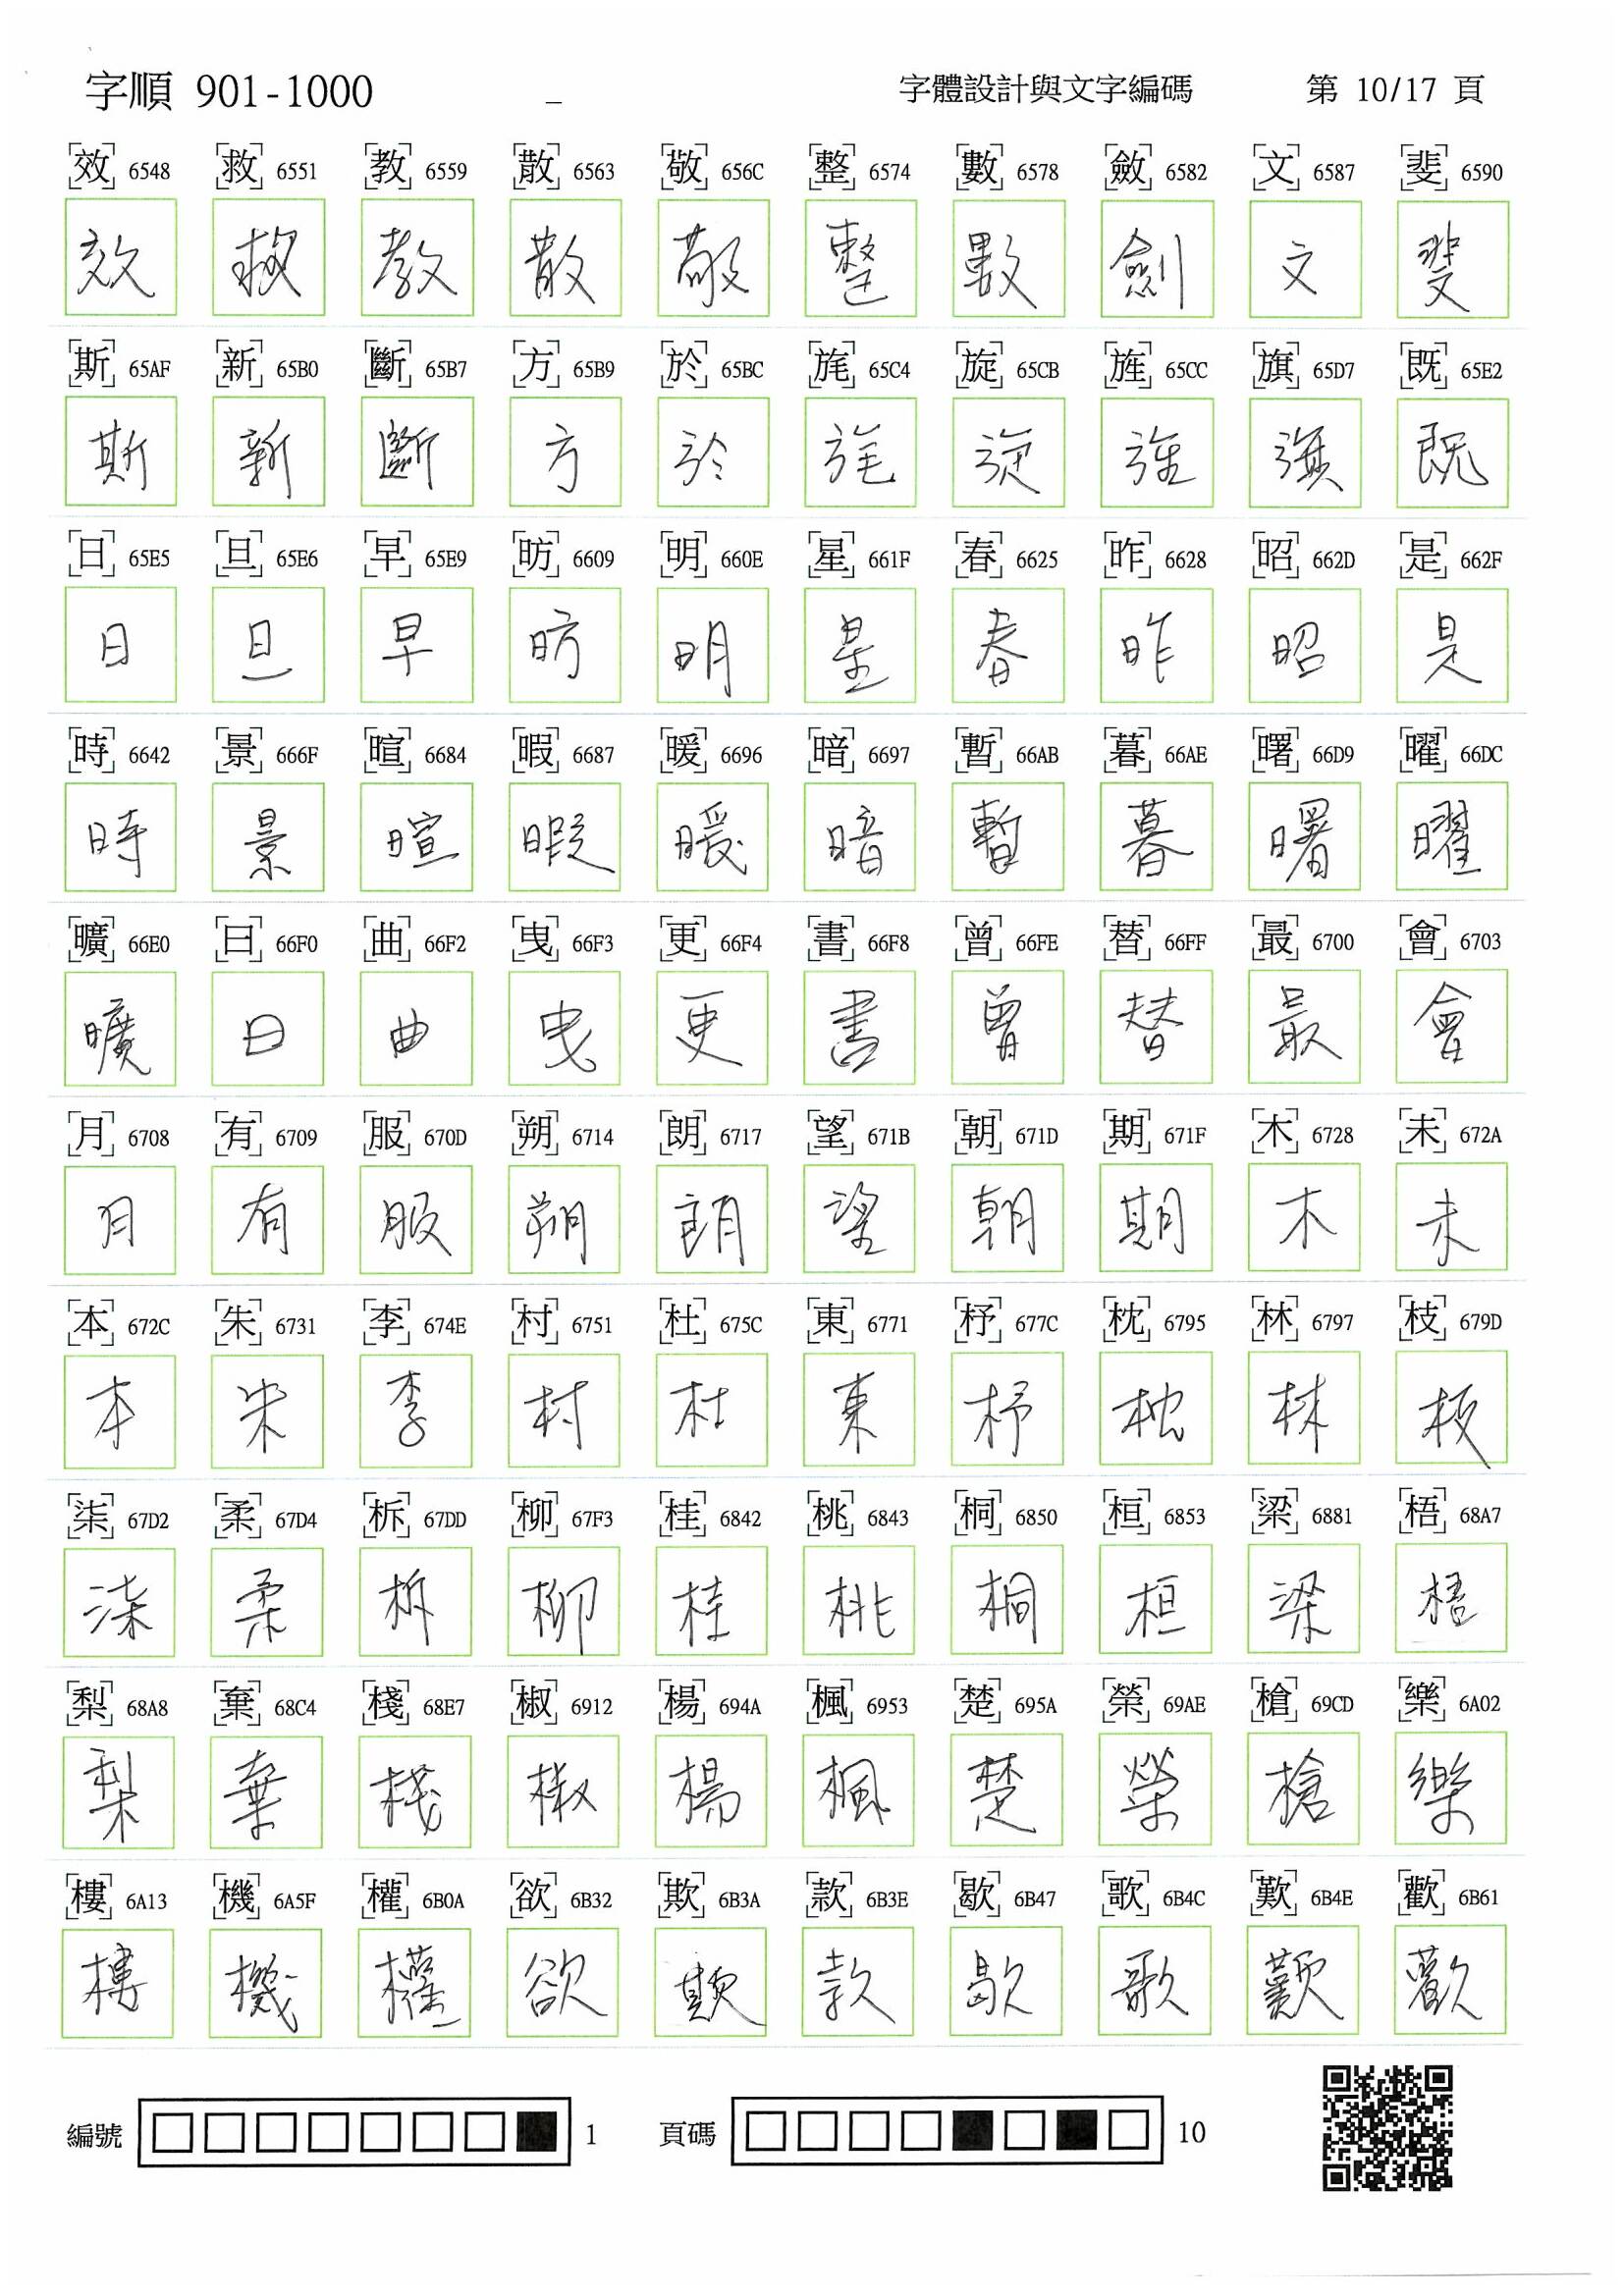 字順 901-1000 _ 字體設計與文字編碼 第 10/17 頁
效 6548 救 6551 教 6559 散 6563 敬 656C 整 6574 數 6578 斂 6582 文 6587 斐 6590
效 救 教 散 敬 整 數 劍 文 斐
斯 65AF 新 65B0 斷 65B7 方 65B9 於 65BC 旄 65C4 旋 65CB 旌 65CC 旗 65D7 既 65E2
斯 新 斷 方 於 旄 旋 旌 旗 既
日 65E5 旦 65E6 早 65E9 昉 6609 明 660E 星 661F 春 6625 昨 6628 昭 662D 是 662F
日 旦 早 昉 明 星 春 昨 昭 是
時 6642 景 666F 暄 6684 暇 6687 暖 6696 暗 6697 暫 66AB 暮 66AE 曙 66D9 曜 66DC
時 景 暄 暇 暖 暗 暫 暮 曙 曜
曠 66E0 曰 66F0 曲 66F2 曳 66F3 更 66F4 書 66F8 曾 66FE 替 66FF 最 6700 會 6703
曠 曰 曲 曳 更 書 曾 替 最 會
月 6708 有 6709 服 670D 朔 6714 朗 6717 望 671B 朝 671D 期 671F 木 6728 未 672A
月 有 服 朔 朗 望 朝 期 木 未
本 672C 朱 6731 李 674E 村 6751 杜 675C 東 6771 杼 677C 枕 6795 林 6797 枝 679D
本 朱 李 村 杜 東 杼 枕 林 枝
柒 67D2 柔 67D4 柝 67DD 柳 67F3 桂 6842 桃 6843 桐 6850 桓 6853 梁 6881 梧 68A7
柒 柔 柝 柳 桂 桃 桐 桓 梁 梧
梨 68A8 棄 68C4 棧 68E7 椒 6912 楊 694A 楓 6953 楚 695A 榮 69AE 槍 69CD 樂 6A02
梨 棄 棧 椒 楊 楓 楚 榮 槍 樂
樓 6A13 機 6A5F 權 6B0A 欲 6B32 欺 6B3A 款 6B3E 歇 6B47 歌 6B4C 歎 6B4E 歡 6B61
樓 機 權 欲 欺 款 歇 歌 歎 歡
編號 1 頁碼 10